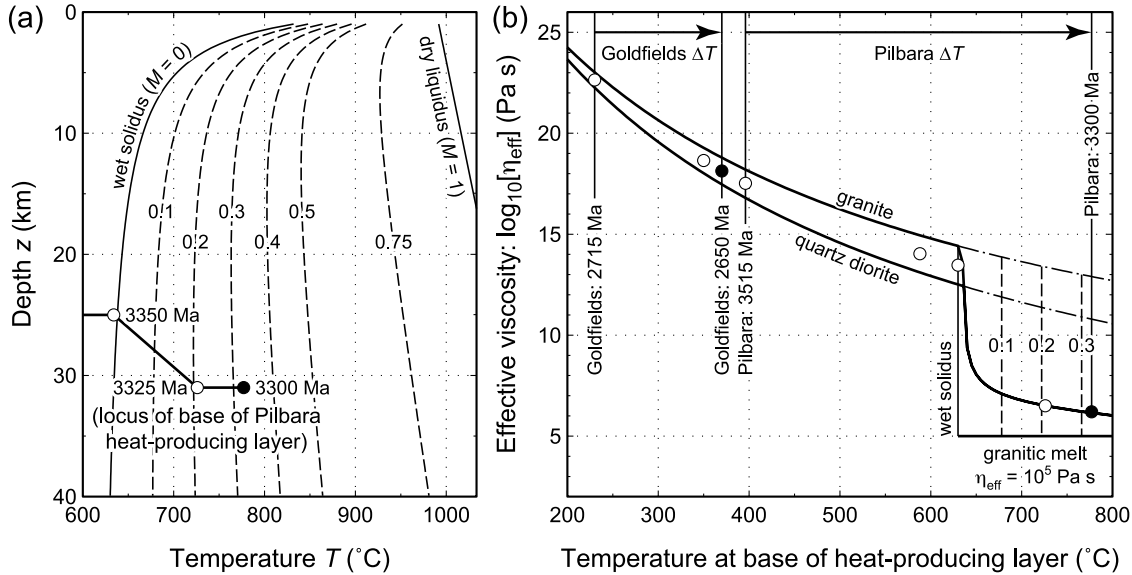 (a)
0
10
20
30
40
Depth z (km)
600
700
800
900
1000
Temperature T (˚C)
wet solidus (M = 0)
dry liquidus (M = 1)
0.1
0.2
0.3
0.4
0.5
0.75
3350 Ma
3325 Ma
3300 Ma
(locus of base of Pilbara
heat-producing layer)
(b)
25
20
15
10
5
Effective viscosity: log10[ηeff] (Pa s)
200
300
400
500
600
700
800
Temperature at base of heat-producing layer (˚C)
Goldfields ΔT
Pilbara ΔT
Goldfields: 2715 Ma
Goldfields: 2650 Ma
Pilbara: 3515 Ma
Pilbara: 3300 Ma
granite
quartz diorite
wet solidus
0.1
0.2
0.3
granitic melt
ηeff = 10⁵ Pa s